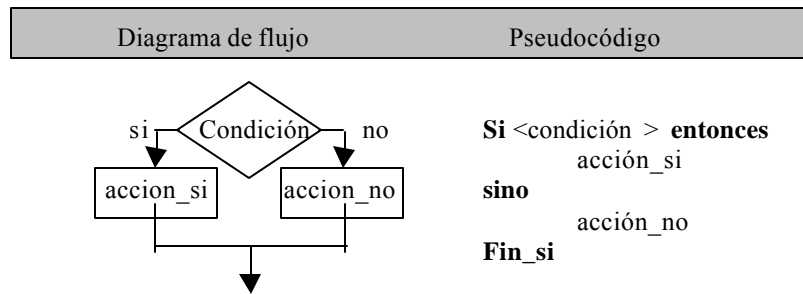 Diagrama de flujo Pseudocódigo
si Condición no
accion_si accion_no
Si <condición > entonces
acción_si
sino
acción_no
Fin_si